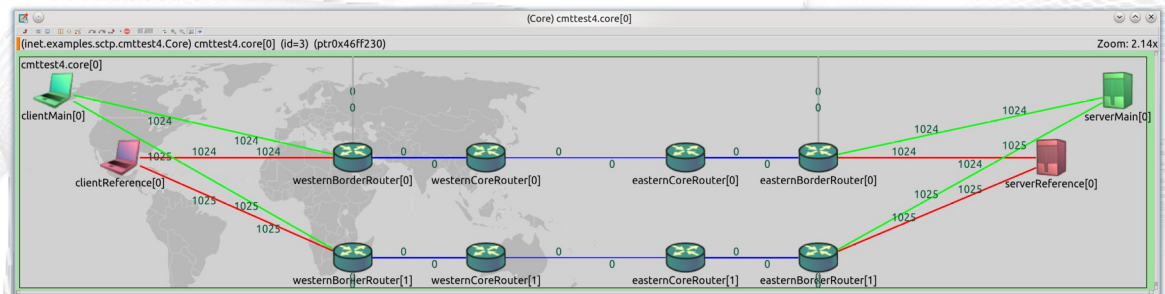 (Core) cmttest4.core[0]
(inet.examples.sctp.cmttest4.Core) cmttest4.core[0] (id=3) (ptr0x46ff230)
Zoom: 2.14x
cmttest4.core[0]
clientMain[0]
serverMain[0]
0
0
0
0
1024
1024
1024
1024
1025
1024
1024
0
0
0
0
0
0
1024
1024
1025
clientReference[0]
westernBorderRouter[0]
westernCoreRouter[0]
easternCoreRouter[0]
easternBorderRouter[0]
serverReference[0]
1025
1025
1025
1025
1025
1025
0
0
0
0
0
0
westernBorderRouter[1]
westernCoreRouter[1]
easternCoreRouter[1]
easternBorderRouter[1]